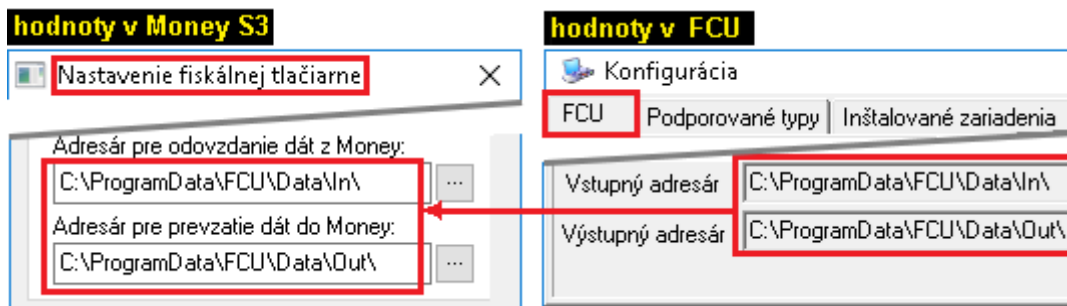 hodnoty v Money S3
Nastavenie fiskálnej tlačiarne
Adresár pre odovzdanie dát z Money:
C:\ProgramData\FCU\Data\In\
...
Adresár pre prevzatie dát do Money:
C:\ProgramData\FCU\Data\Out\
...
hodnoty v FCU
Konfigurácia
FCU
Podporované typy
Inštalované zariadenia
Vstupný adresár
C:\ProgramData\FCU\Data\In\
Výstupný adresár
C:\ProgramData\FCU\Data\Out\